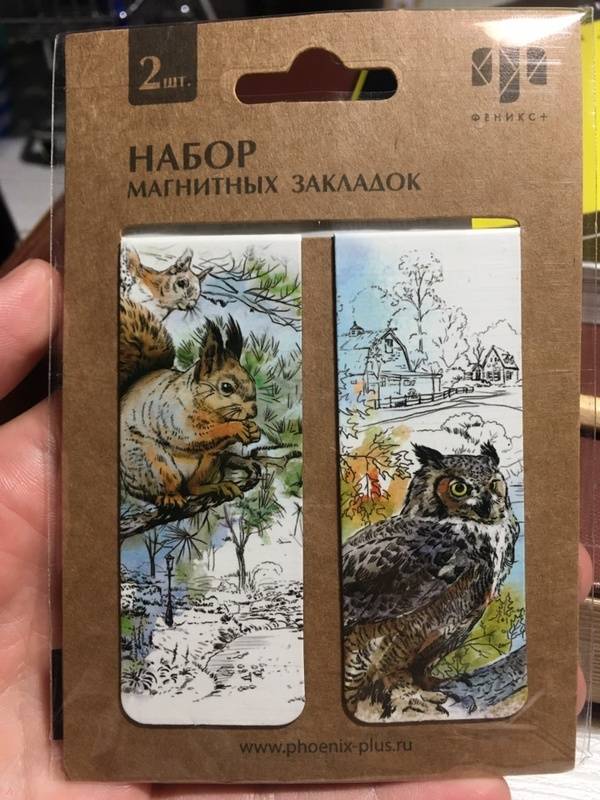 2 шт.
ФЕНИКС+
НАБОР
МАГНИТНЫХ ЗАКЛАДОК
www.phoenix-plus.ru